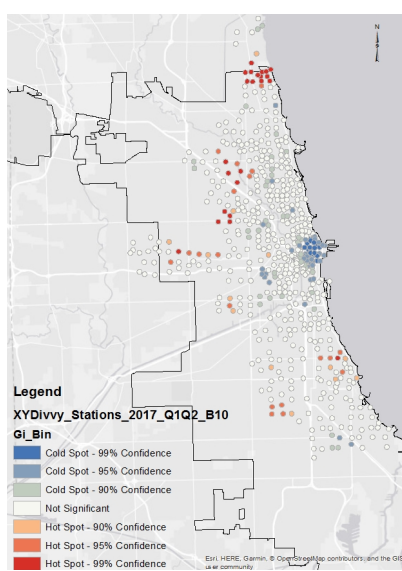 N
Legend
XYDivvy_Stations_2017_Q1Q2_B10
Gi_Bin
Cold Spot - 99% Confidence
Cold Spot - 95% Confidence
Cold Spot - 90% Confidence
Not Significant
Hot Spot - 90% Confidence
Hot Spot - 95% Confidence
Hot Spot - 99% Confidence
Esri, HERE, Garmin, © OpenStreetMap contributors, and the GIS
user community